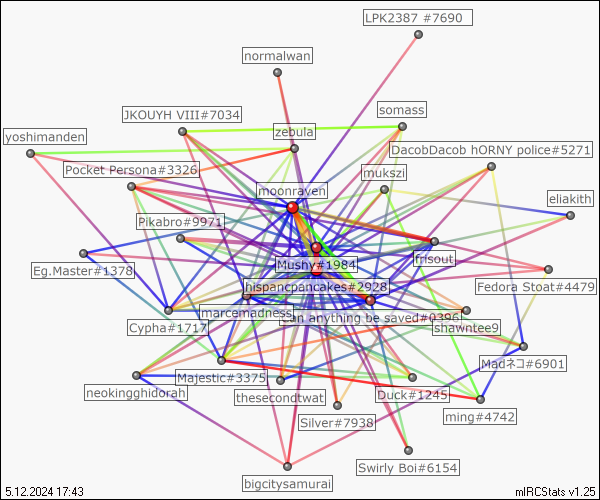 LPK2387 #7690
normalwan
JKOUYH VIII#7034
somass
zebula
yoshimanden
DacobDacob hORNY police#5271
Pocket Persona#3326
mukszi
moonraven
eliakith
Pikabro#9971
frisout
Mushy#1984
Eg.Master#1378
hispancpancakes#2928
Fedora Stoat#4479
marcemadness
Can anything be saved#0396
shawntee9
Cypha#1717
Madネコ#6901
Majestic#3375
neokingghidorah
thesecondtwat
Duck#1245
ming#4742
Silver#7938
Swirly Boi#6154
bigcitysamurai
5.12.2024 17:43
mIRCStats v1.25